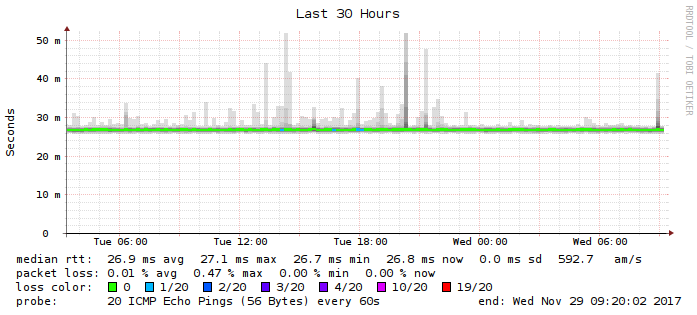 Last 30 Hours
RRDTOOL / TOBI OETIKER
Seconds
50 m
40 m
30 m
20 m
10 m
0
Tue 06:00 Tue 12:00 Tue 18:00 Wed 00:00 Wed 06:00
median rtt: 26.9 ms avg 27.1 ms max 26.7 ms min 26.8 ms now 0.0 ms sd 592.7 am/s
packet loss: 0.01 % avg 0.47 % max 0.00 % min 0.00 % now
loss color: 0 1/20 2/20 3/20 4/20 10/20 19/20
probe: 20 ICMP Echo Pings (56 Bytes) every 60s end: Wed Nov 29 09:20:02 2017